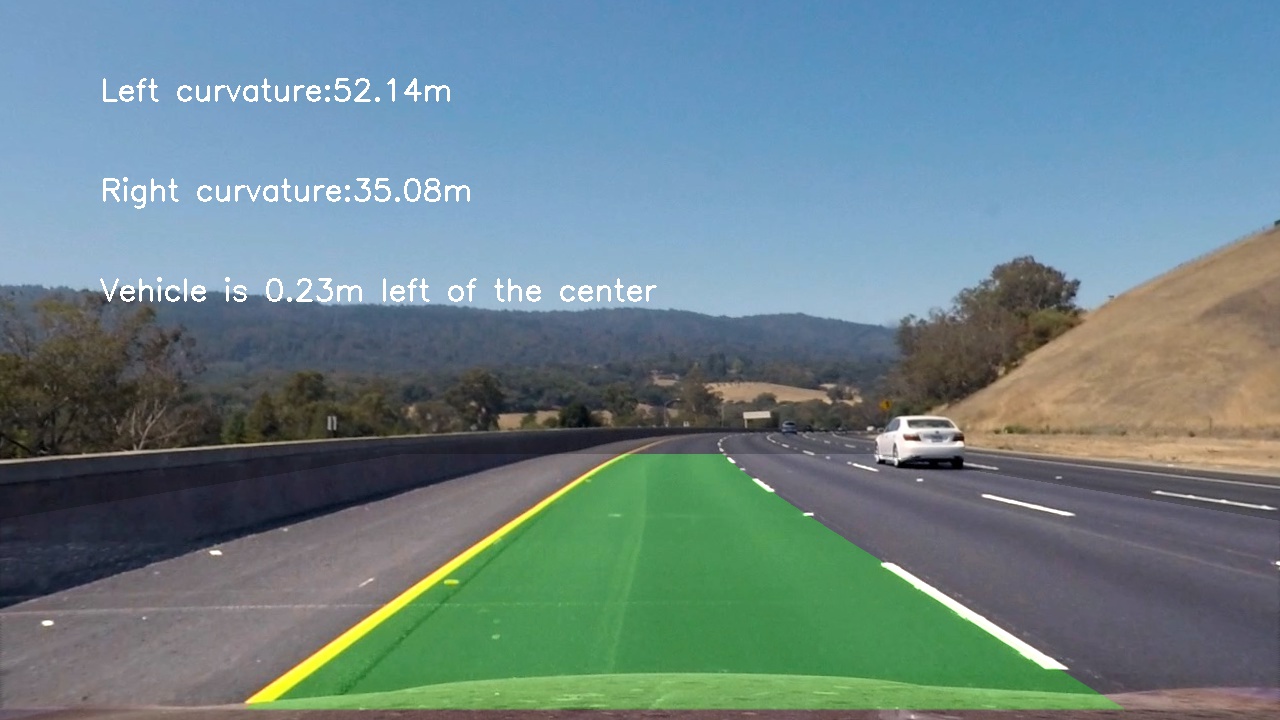 Left curvature:52.14m
Right curvature:35.08m
Vehicle is 0.23m left of the center